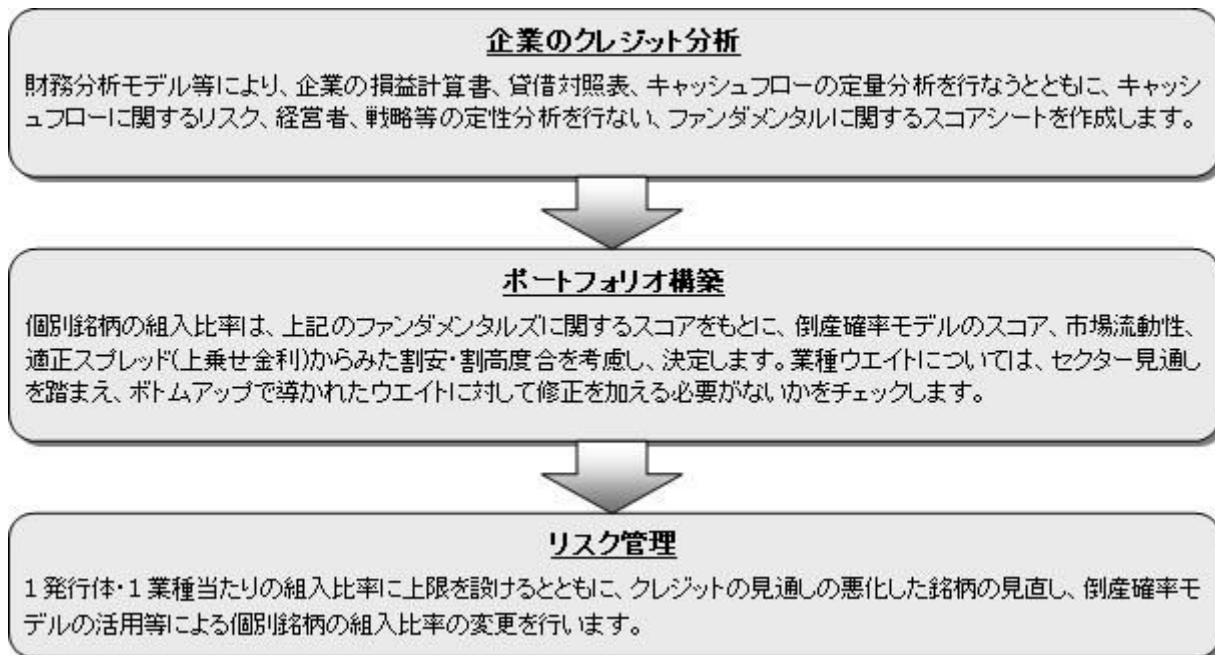 企業のクレジット分析
財務分析モデル等により、企業の損益計算書、貸借対照表、キャッシュフローの定量分析を行なうとともに、キャッシ
ュフローに関するリスク、経営者、戦略等の定性分析を行ない、ファンダメンタルに関するスコアシートを作成します。
ポートフォリオ構築
個別銘柄の組入比率は、上記のファンダメンタルズに関するスコアをもとに、倒産確率モデルのスコア、市場流動性、
適正スプレッド(上乗せ金利)からみた割安・割高度合を考慮し、決定します。業種ウエイトについては、セクター見通し
を踏まえ、ボトムアップで導かれたウエイトに対して修正を加える必要がないかをチェックします。
リスク管理
1発行体・1業種当たりの組入比率に上限を設けるとともに、クレジットの見通しの悪化した銘柄の見直し、倒産確率モ
デルの活用等による個別銘柄の組入比率の変更を行います。